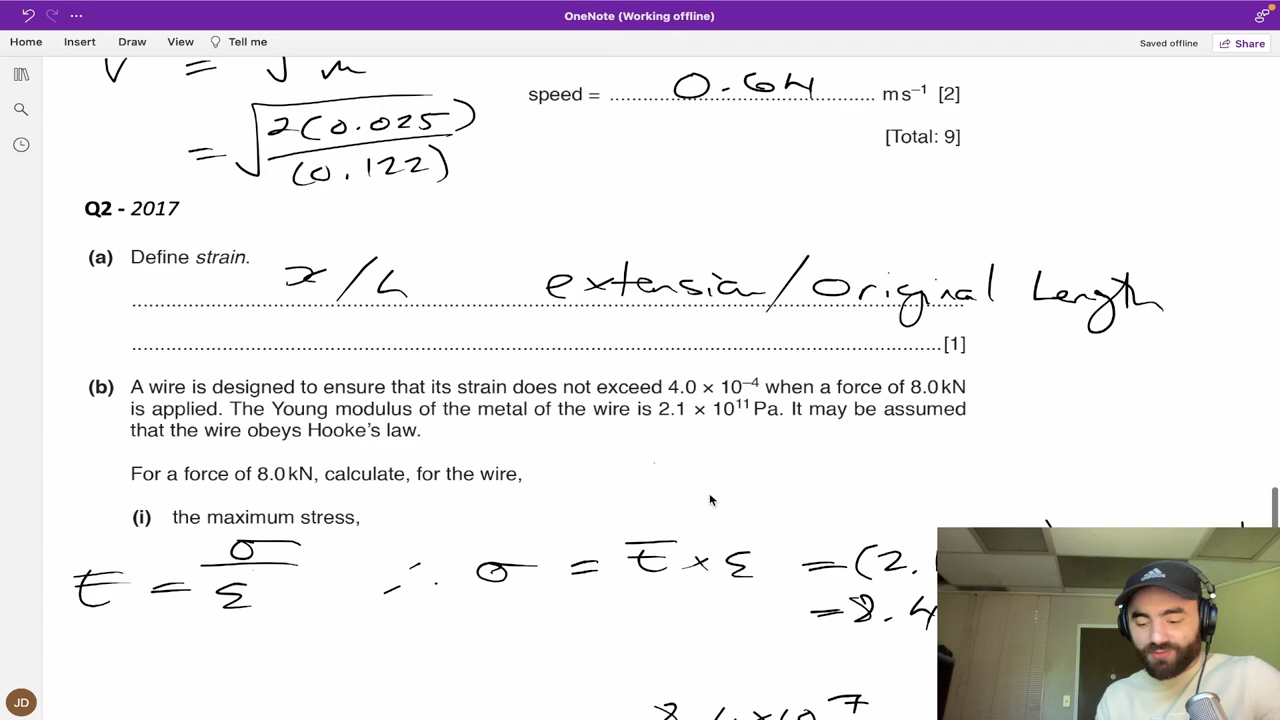 OneNote (Working offline)
Home Insert Draw View Tell me
Saved offline Share
= √
= √ 2(0.025)
(0.122)
speed = 0.64 ms⁻¹ [2]
[Total: 9]
Q2 - 2017
(a) Define strain.
x/L extension/original Length
[1]
(b) A wire is designed to ensure that its strain does not exceed 4.0 × 10⁻⁴ when a force of 8.0 kN
is applied. The Young modulus of the metal of the wire is 2.1 × 10¹¹ Pa. It may be assumed
that the wire obeys Hooke's law.
For a force of 8.0 kN, calculate, for the wire,
(i) the maximum stress,
E = σ/ε ∴ σ = E × ε = (2.
= 8.4
8.4 × 10⁷
JD